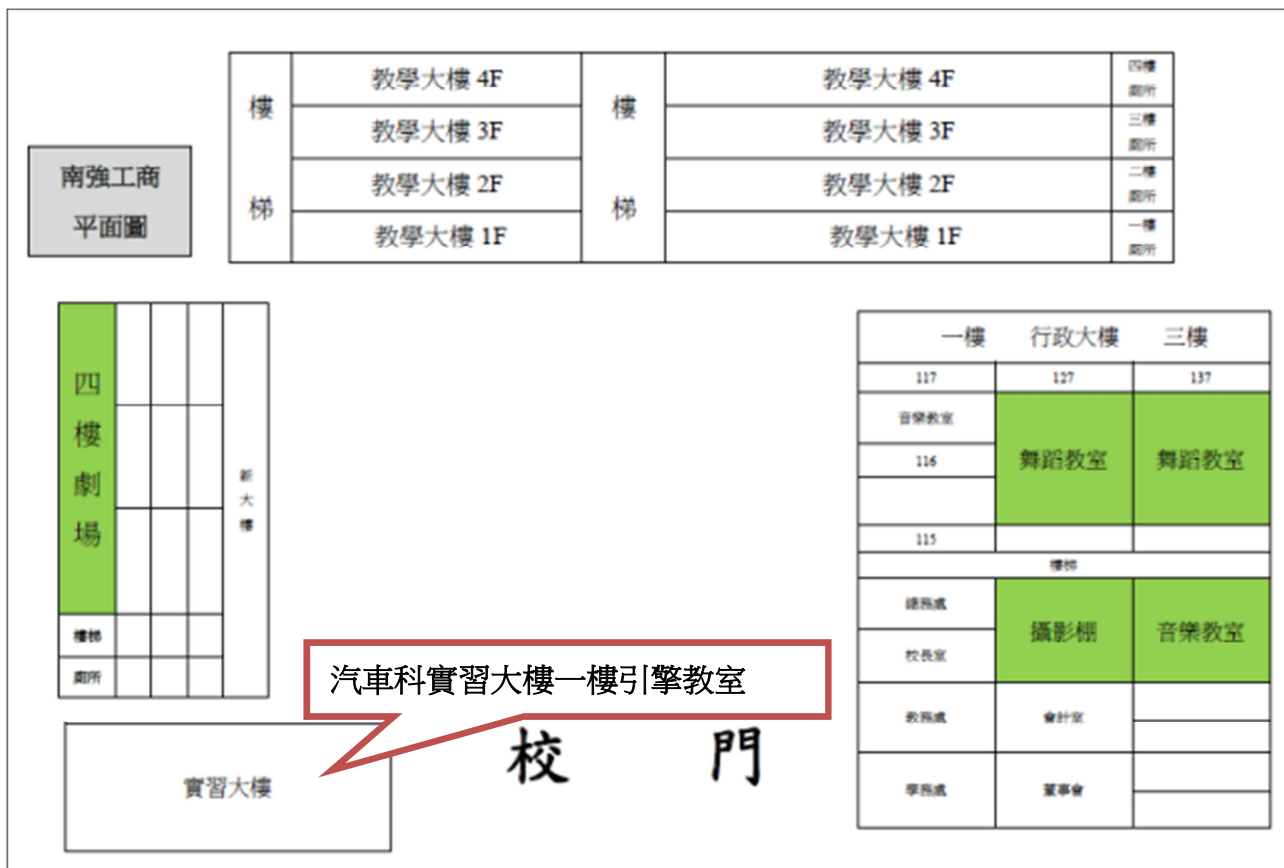 南強工商
平面圖
樓梯
教學大樓 4F
教學大樓 3F
教學大樓 2F
教學大樓 1F
樓梯
教學大樓 4F
教學大樓 3F
教學大樓 2F
教學大樓 1F
四樓
廁所
三樓
廁所
二樓
廁所
一樓
廁所
四樓劇場
樓梯
廁所
新大樓
一樓 行政大樓 三樓
117 127 137
音樂教室
116
舞蹈教室
舞蹈教室
115
樓梯
總務處
校長室
攝影棚
音樂教室
教務處
會計室
學務處
董事會
汽車科實習大樓一樓引擎教室
實習大樓
校 門